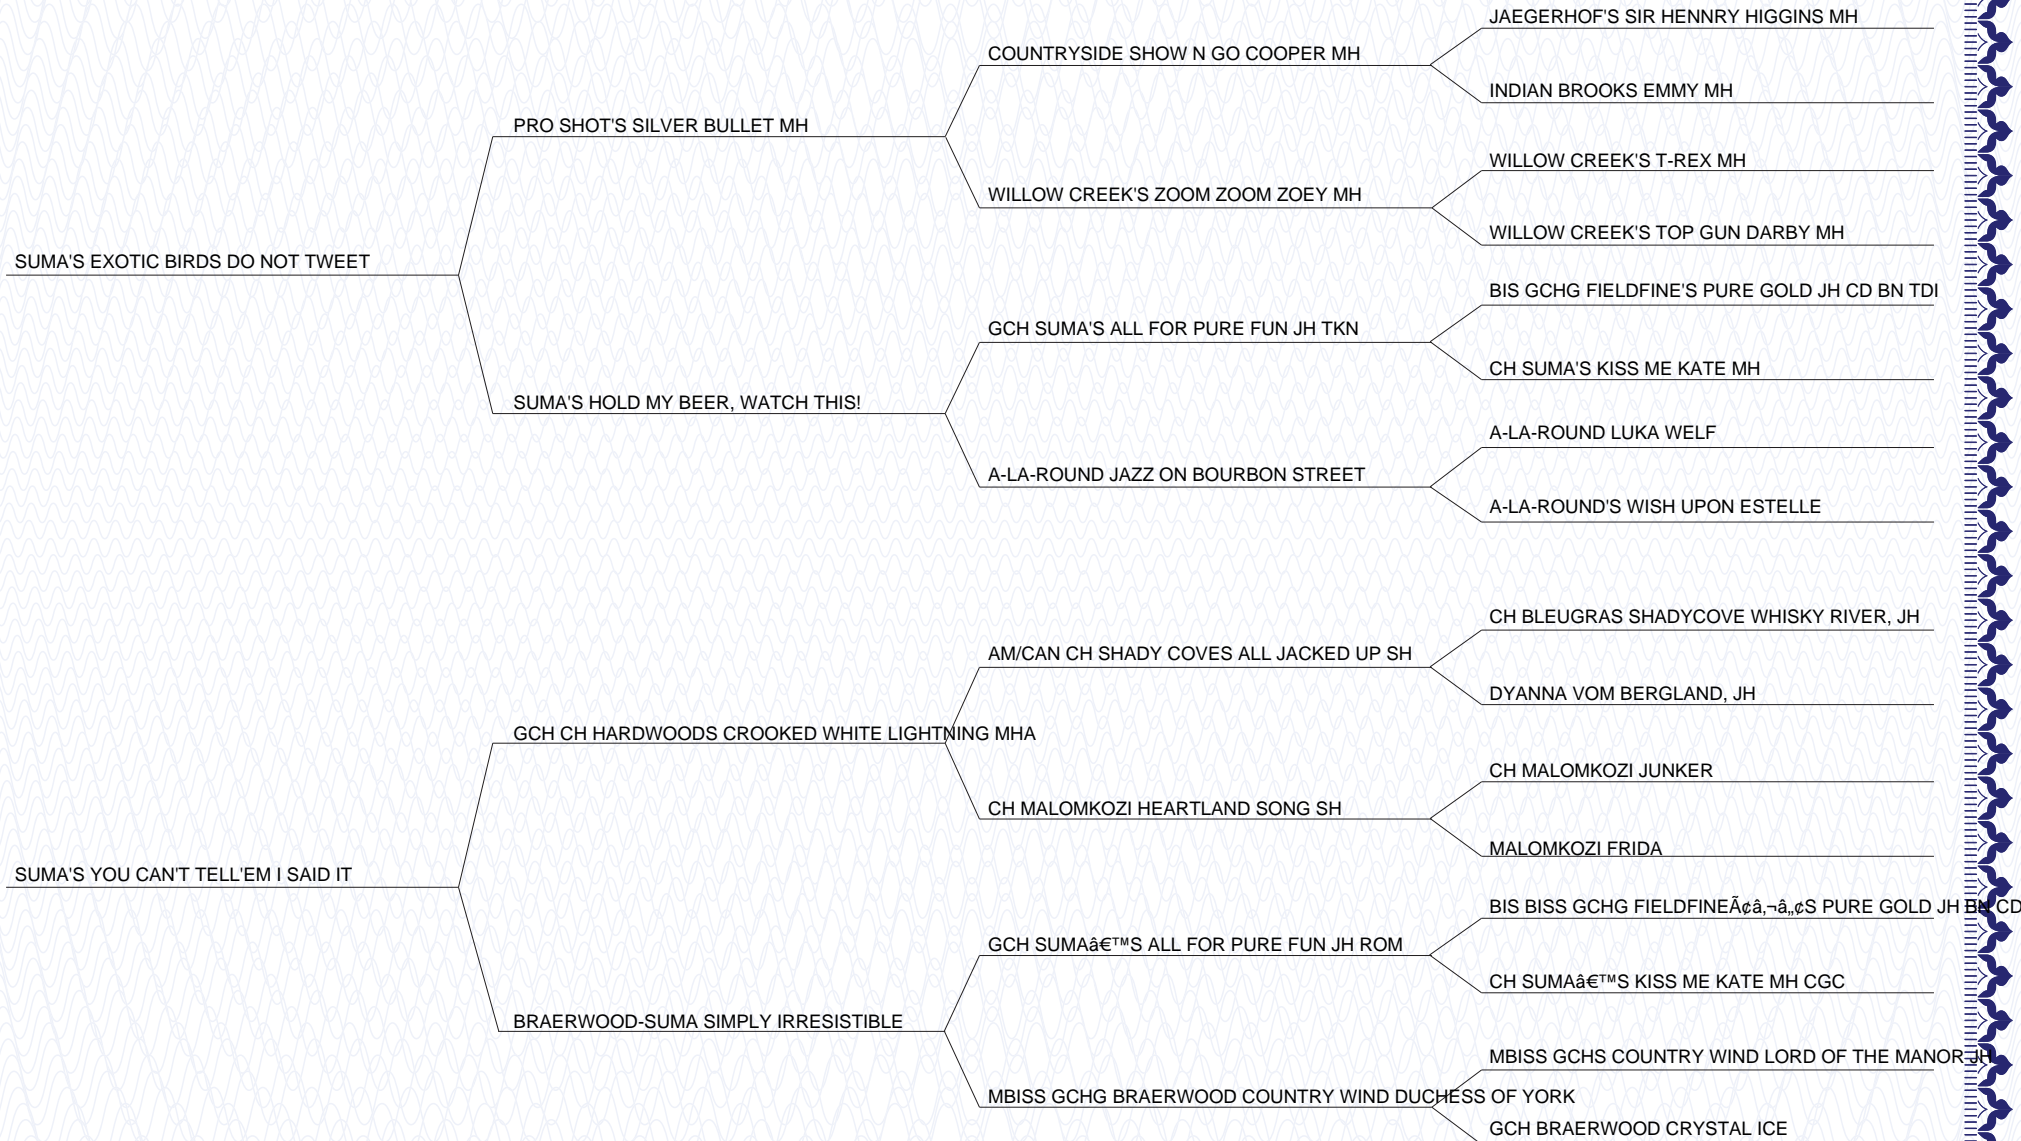 JAEGERHOF'S SIR HENNRY HIGGINS MH
COUNTRYSIDE SHOW N GO COOPER MH
INDIAN BROOKS EMMY MH
PRO SHOT'S SILVER BULLET MH
WILLOW CREEK'S T-REX MH
WILLOW CREEK'S ZOOM ZOOM ZOEY MH
WILLOW CREEK'S TOP GUN DARBY MH
SUMA'S EXOTIC BIRDS DO NOT TWEET
BIS GCHG FIELDFINE'S PURE GOLD JH CD BN TDI
GCH SUMA'S ALL FOR PURE FUN JH TKN
CH SUMA'S KISS ME KATE MH
SUMA'S HOLD MY BEER, WATCH THIS!
A-LA-ROUND LUKA WELF
A-LA-ROUND JAZZ ON BOURBON STREET
A-LA-ROUND'S WISH UPON ESTELLE
CH BLEUGRAS SHADYCOVE WHISKY RIVER, JH
AM/CAN CH SHADY COVES ALL JACKED UP SH
DYANNA VOM BERGLAND, JH
GCH CH HARDWOODS CROOKED WHITE LIGHTNING MHA
CH MALOMKOZI JUNKER
CH MALOMKOZI HEARTLAND SONG SH
MALOMKOZI FRIDA
SUMA'S YOU CAN'T TELL'EM I SAID IT
BIS BISS GCHG FIELDFINEÃ¢â‚¬â„¢S PURE GOLD JH BN CD
GCH SUMAâ€™S ALL FOR PURE FUN JH ROM
CH SUMAâ€™S KISS ME KATE MH CGC
BRAERWOOD-SUMA SIMPLY IRRESISTIBLE
MBISS GCHS COUNTRY WIND LORD OF THE MANOR JH
MBISS GCHG BRAERWOOD COUNTRY WIND DUCHESS OF YORK
GCH BRAERWOOD CRYSTAL ICE